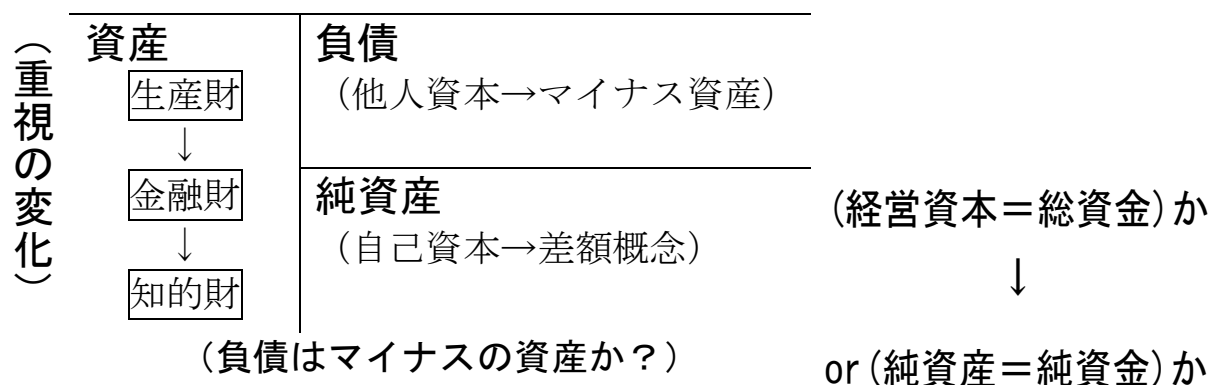 （重視の変化）
資産
生産財
↓
金融財
↓
知的財
負債
（他人資本→マイナス資産）
純資産
（自己資本→差額概念）
（負債はマイナスの資産か？）
(経営資本＝総資金)か
↓
or(純資産＝純資金)か